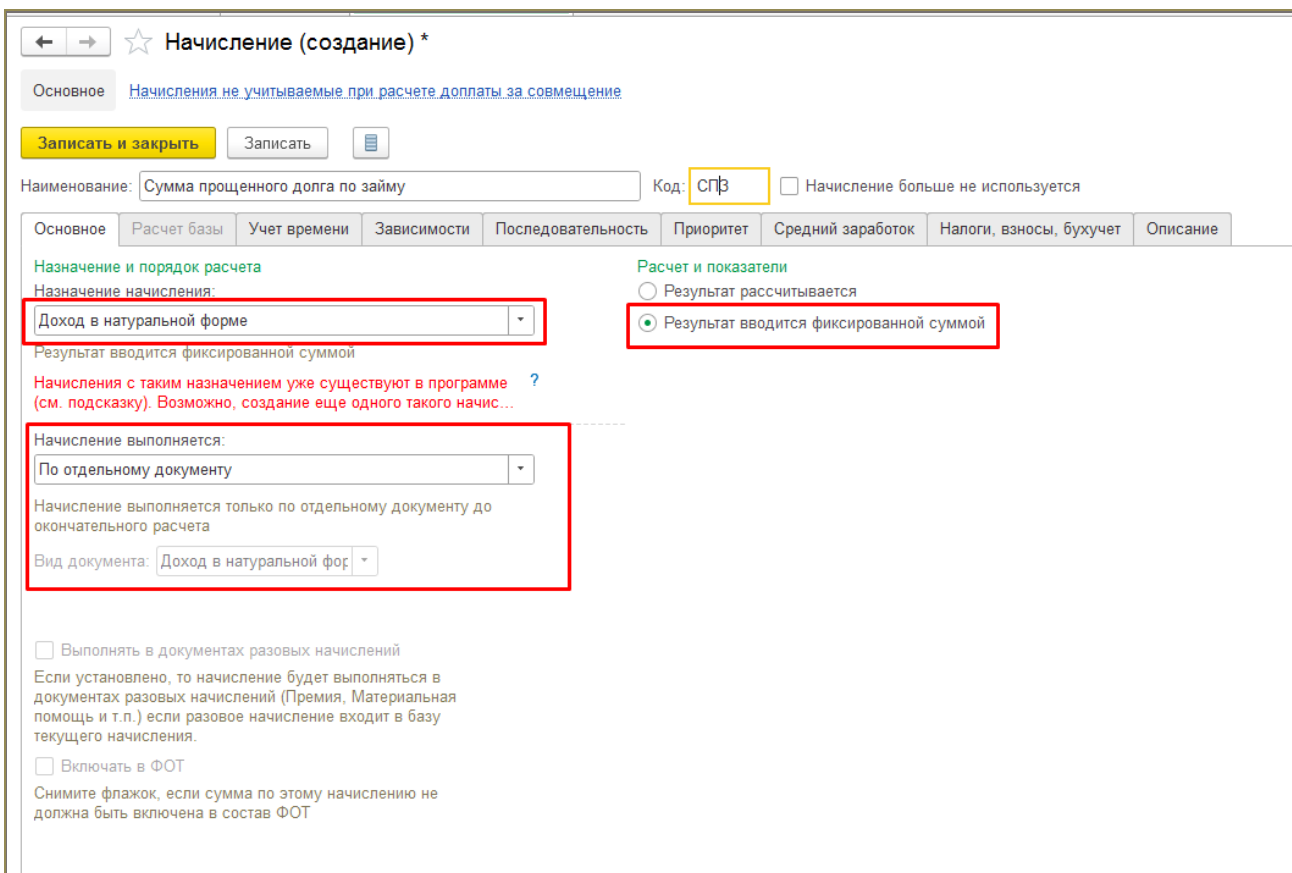 Начисление (создание) *
Основное Начисления не учитываемые при расчете доплаты за совмещение
Записать и закрыть Записать
Наименование: Сумма прощенного долга по займу Код: СПЗ Начисление больше не используется
Основное Расчет базы Учет времени Зависимости Последовательность Приоритет Средний заработок Налоги, взносы, бухучет Описание
Назначение и порядок расчета
Назначение начисления:
Доход в натуральной форме
Результат вводится фиксированной суммой
Начисления с таким назначением уже существуют в программе ?
(см. подсказку). Возможно, создание еще одного такого начис...
Начисление выполняется:
По отдельному документу
Начисление выполняется только по отдельному документу до
окончательного расчета
Вид документа: Доход в натуральной фор
Выполнять в документах разовых начислений
Если установлено, то начисление будет выполняться в
документах разовых начислений (Премия, Материальная
помощь и т.п.) если разовое начисление входит в базу
текущего начисления.
Включать в ФОТ
Снимите флажок, если сумма по этому начислению не
должна быть включена в состав ФОТ
Расчет и показатели
Результат рассчитывается
Результат вводится фиксированной суммой